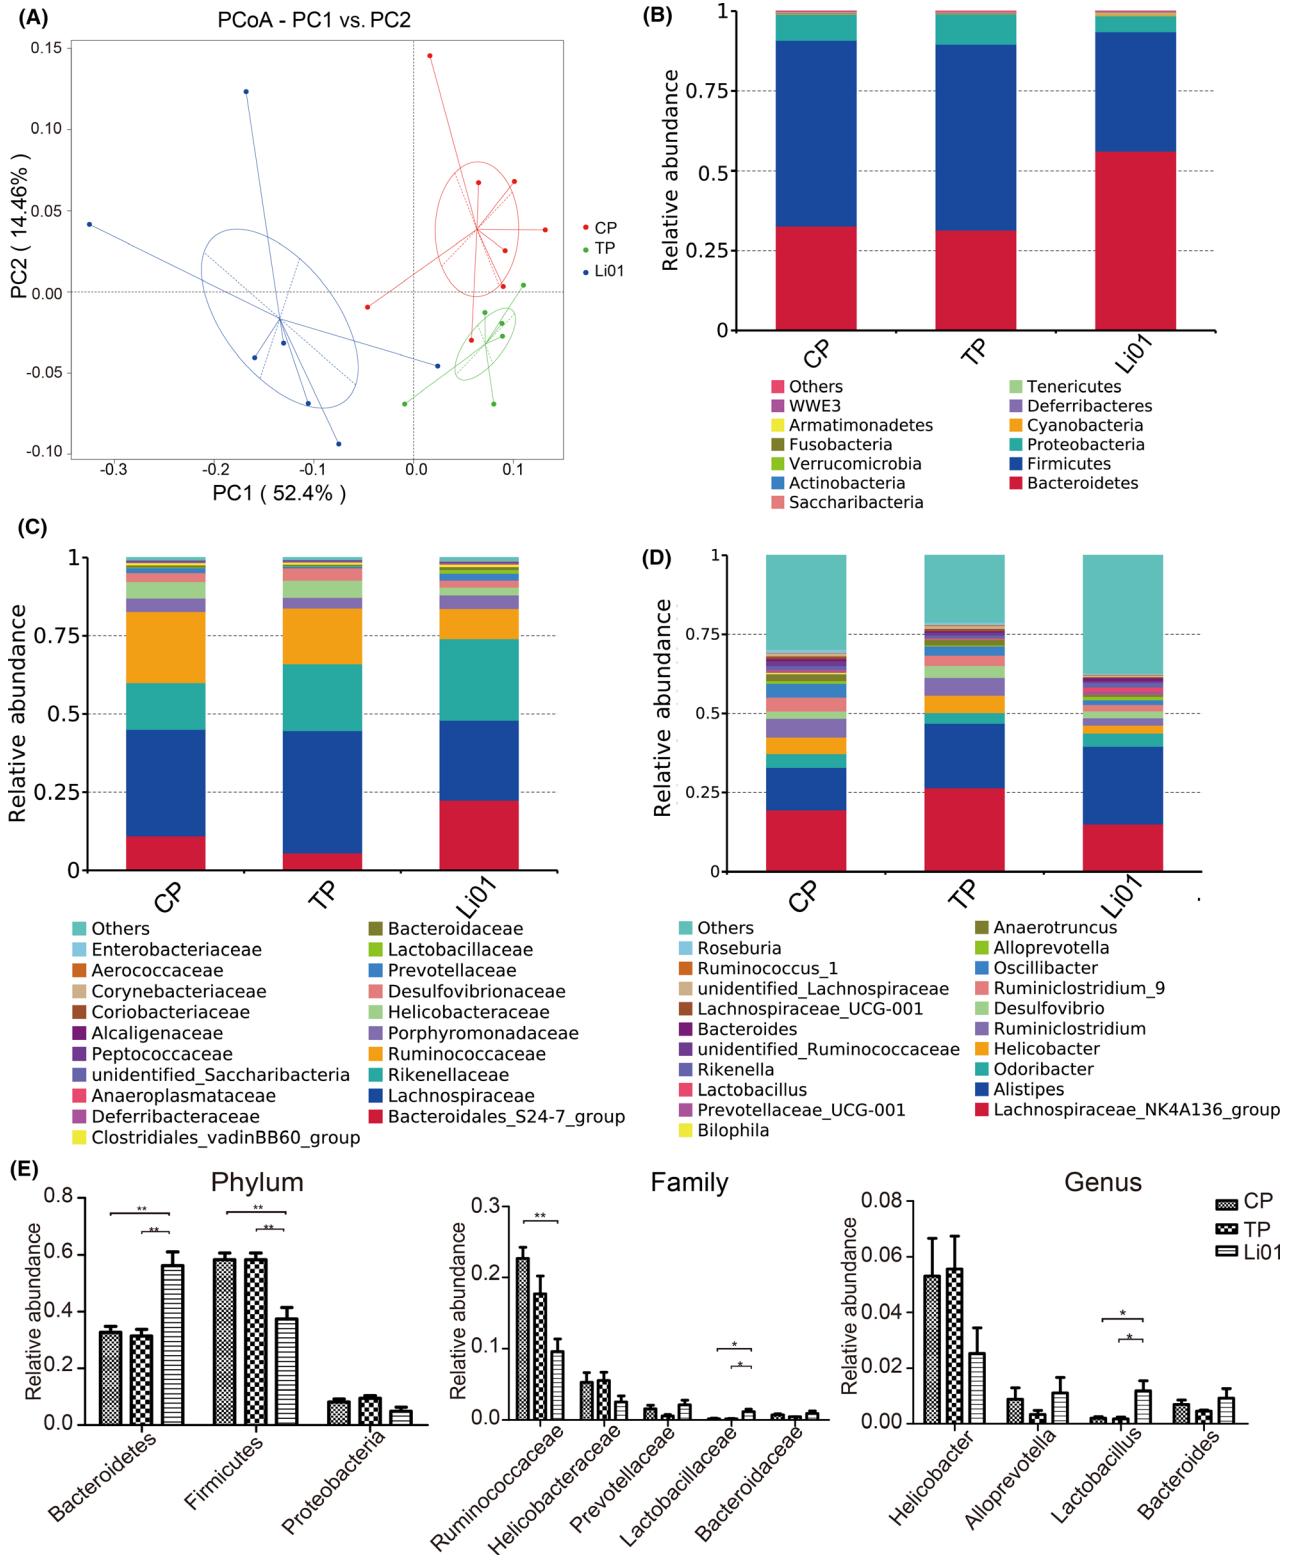 (A)
PCoA - PC1 vs. PC2
0.15
0.10
0.05
0.00
-0.05
-0.10
PC2 ( 14.46% )
-0.3
-0.2
-0.1
0.0
0.1
PC1 ( 52.4% )
CP
TP
Li01
(B)
1
0.75
0.5
0.25
0
Relative abundance
CP
TP
Li01
Others
WWE3
Armatimonadetes
Fusobacteria
Verrucomicrobia
Actinobacteria
Saccharibacteria
Tenericutes
Deferribacteres
Cyanobacteria
Proteobacteria
Firmicutes
Bacteroidetes
(C)
1
0.75
0.5
0.25
0
Relative abundance
CP
TP
Li01
Others
Enterobacteriaceae
Aerococcaceae
Corynebacteriaceae
Coriobacteriaceae
Alcaligenaceae
Peptococcaceae
unidentified_Saccharibacteria
Anaeroplasmataceae
Deferribacteraceae
Clostridiales_vadinBB60_group
Bacteroidaceae
Lactobacillaceae
Prevotellaceae
Desulfovibrionaceae
Helicobacteraceae
Porphyromonadaceae
Ruminococcaceae
Rikenellaceae
Lachnospiraceae
Bacteroidales_S24-7_group
(D)
1
0.75
0.5
0.25
0
Relative abundance
CP
TP
Li01
Others
Roseburia
Ruminococcus_1
unidentified_Lachnospiraceae
Lachnospiraceae_UCG-001
Bacteroides
unidentified_Ruminococcaceae
Rikenella
Lactobacillus
Prevotellaceae_UCG-001
Bilophila
Anaerotruncus
Alloprevotella
Oscillibacter
Ruminiclostridium_9
Desulfovibrio
Ruminiclostridium
Helicobacter
Odoribacter
Alistipes
Lachnospiraceae_NK4A136_group
(E)
Phylum
0.8
0.6
0.4
0.2
0.0
Relative abundance
**
**
**
**
Bacteroidetes
Firmicutes
Proteobacteria
Family
0.3
0.2
0.1
0.0
Relative abundance
**
*
*
Ruminoccaceae
Helicobacteraceae
Prevotellaceae
Lactobacillaceae
Bacteroidaceae
Genus
0.08
0.06
0.04
0.02
0.00
Relative abundance
*
*
Helicobacter
Alloprevotella
Lactobacillus
Bacteroides
CP
TP
Li01